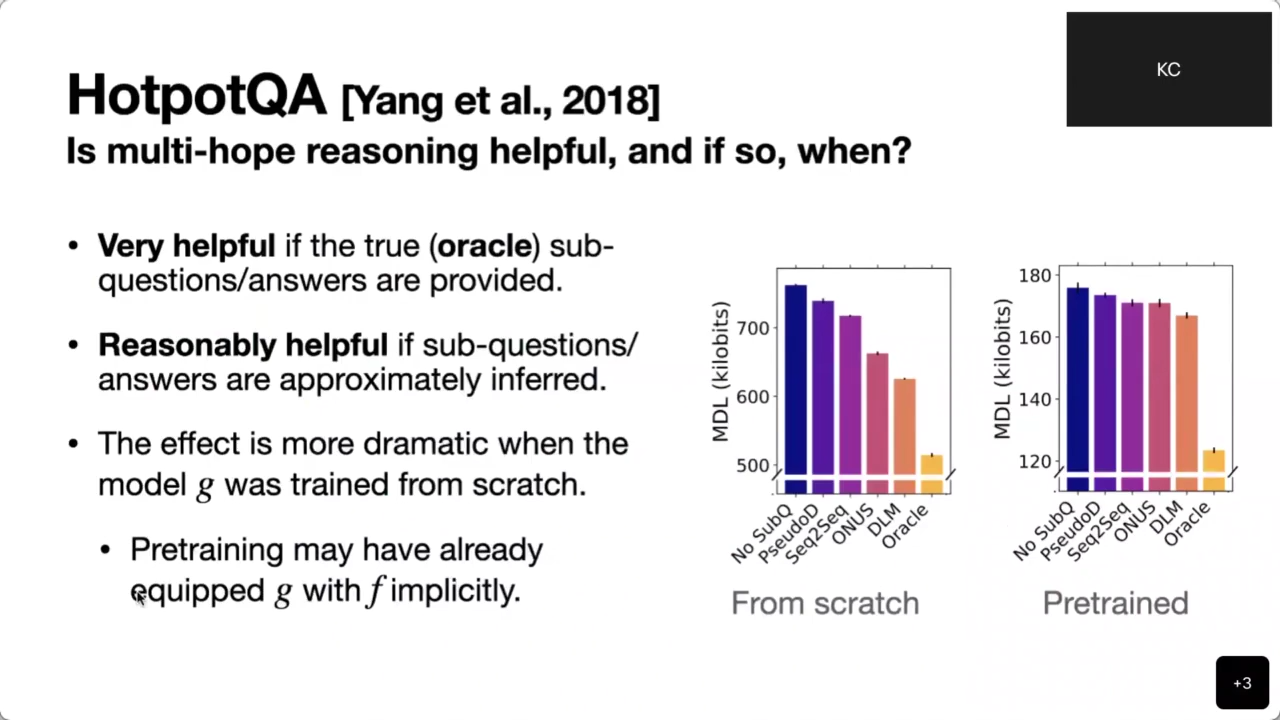 KC
HotpotQA [Yang et al., 2018]
Is multi-hope reasoning helpful, and if so, when?
• Very helpful if the true (oracle) sub-
questions/answers are provided.
• Reasonably helpful if sub-questions/
answers are approximately inferred.
• The effect is more dramatic when the
model g was trained from scratch.
• Pretraining may have already
equipped g with f implicitly.
MDL (kilobits)
700
600
500
No SubQ
PseudoD
Seq2Seq
ONUS
DLM
Oracle
From scratch
MDL (kilobits)
180
160
140
120
No SubQ
PseudoD
Seq2Seq
ONUS
DLM
Oracle
Pretrained
+3